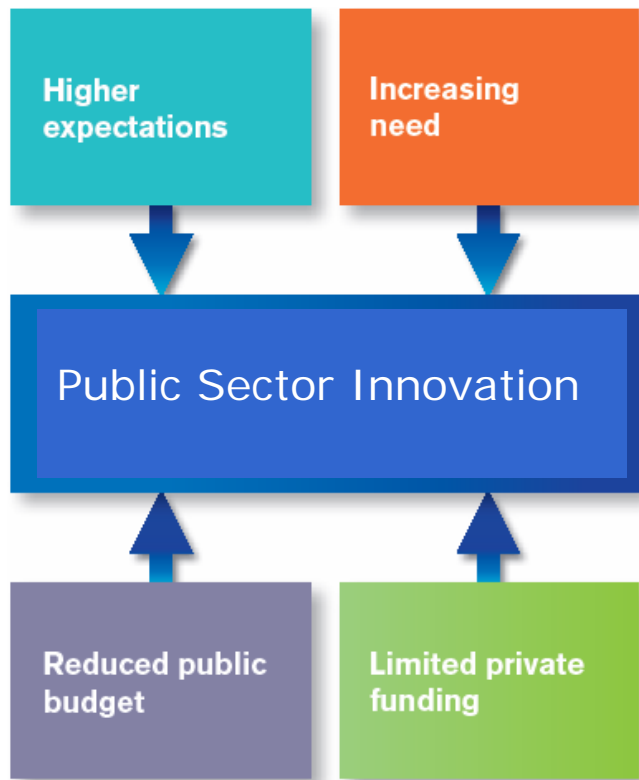 Higher
expectations
Increasing
need
Public Sector Innovation
Reduced public
budget
Limited private
funding